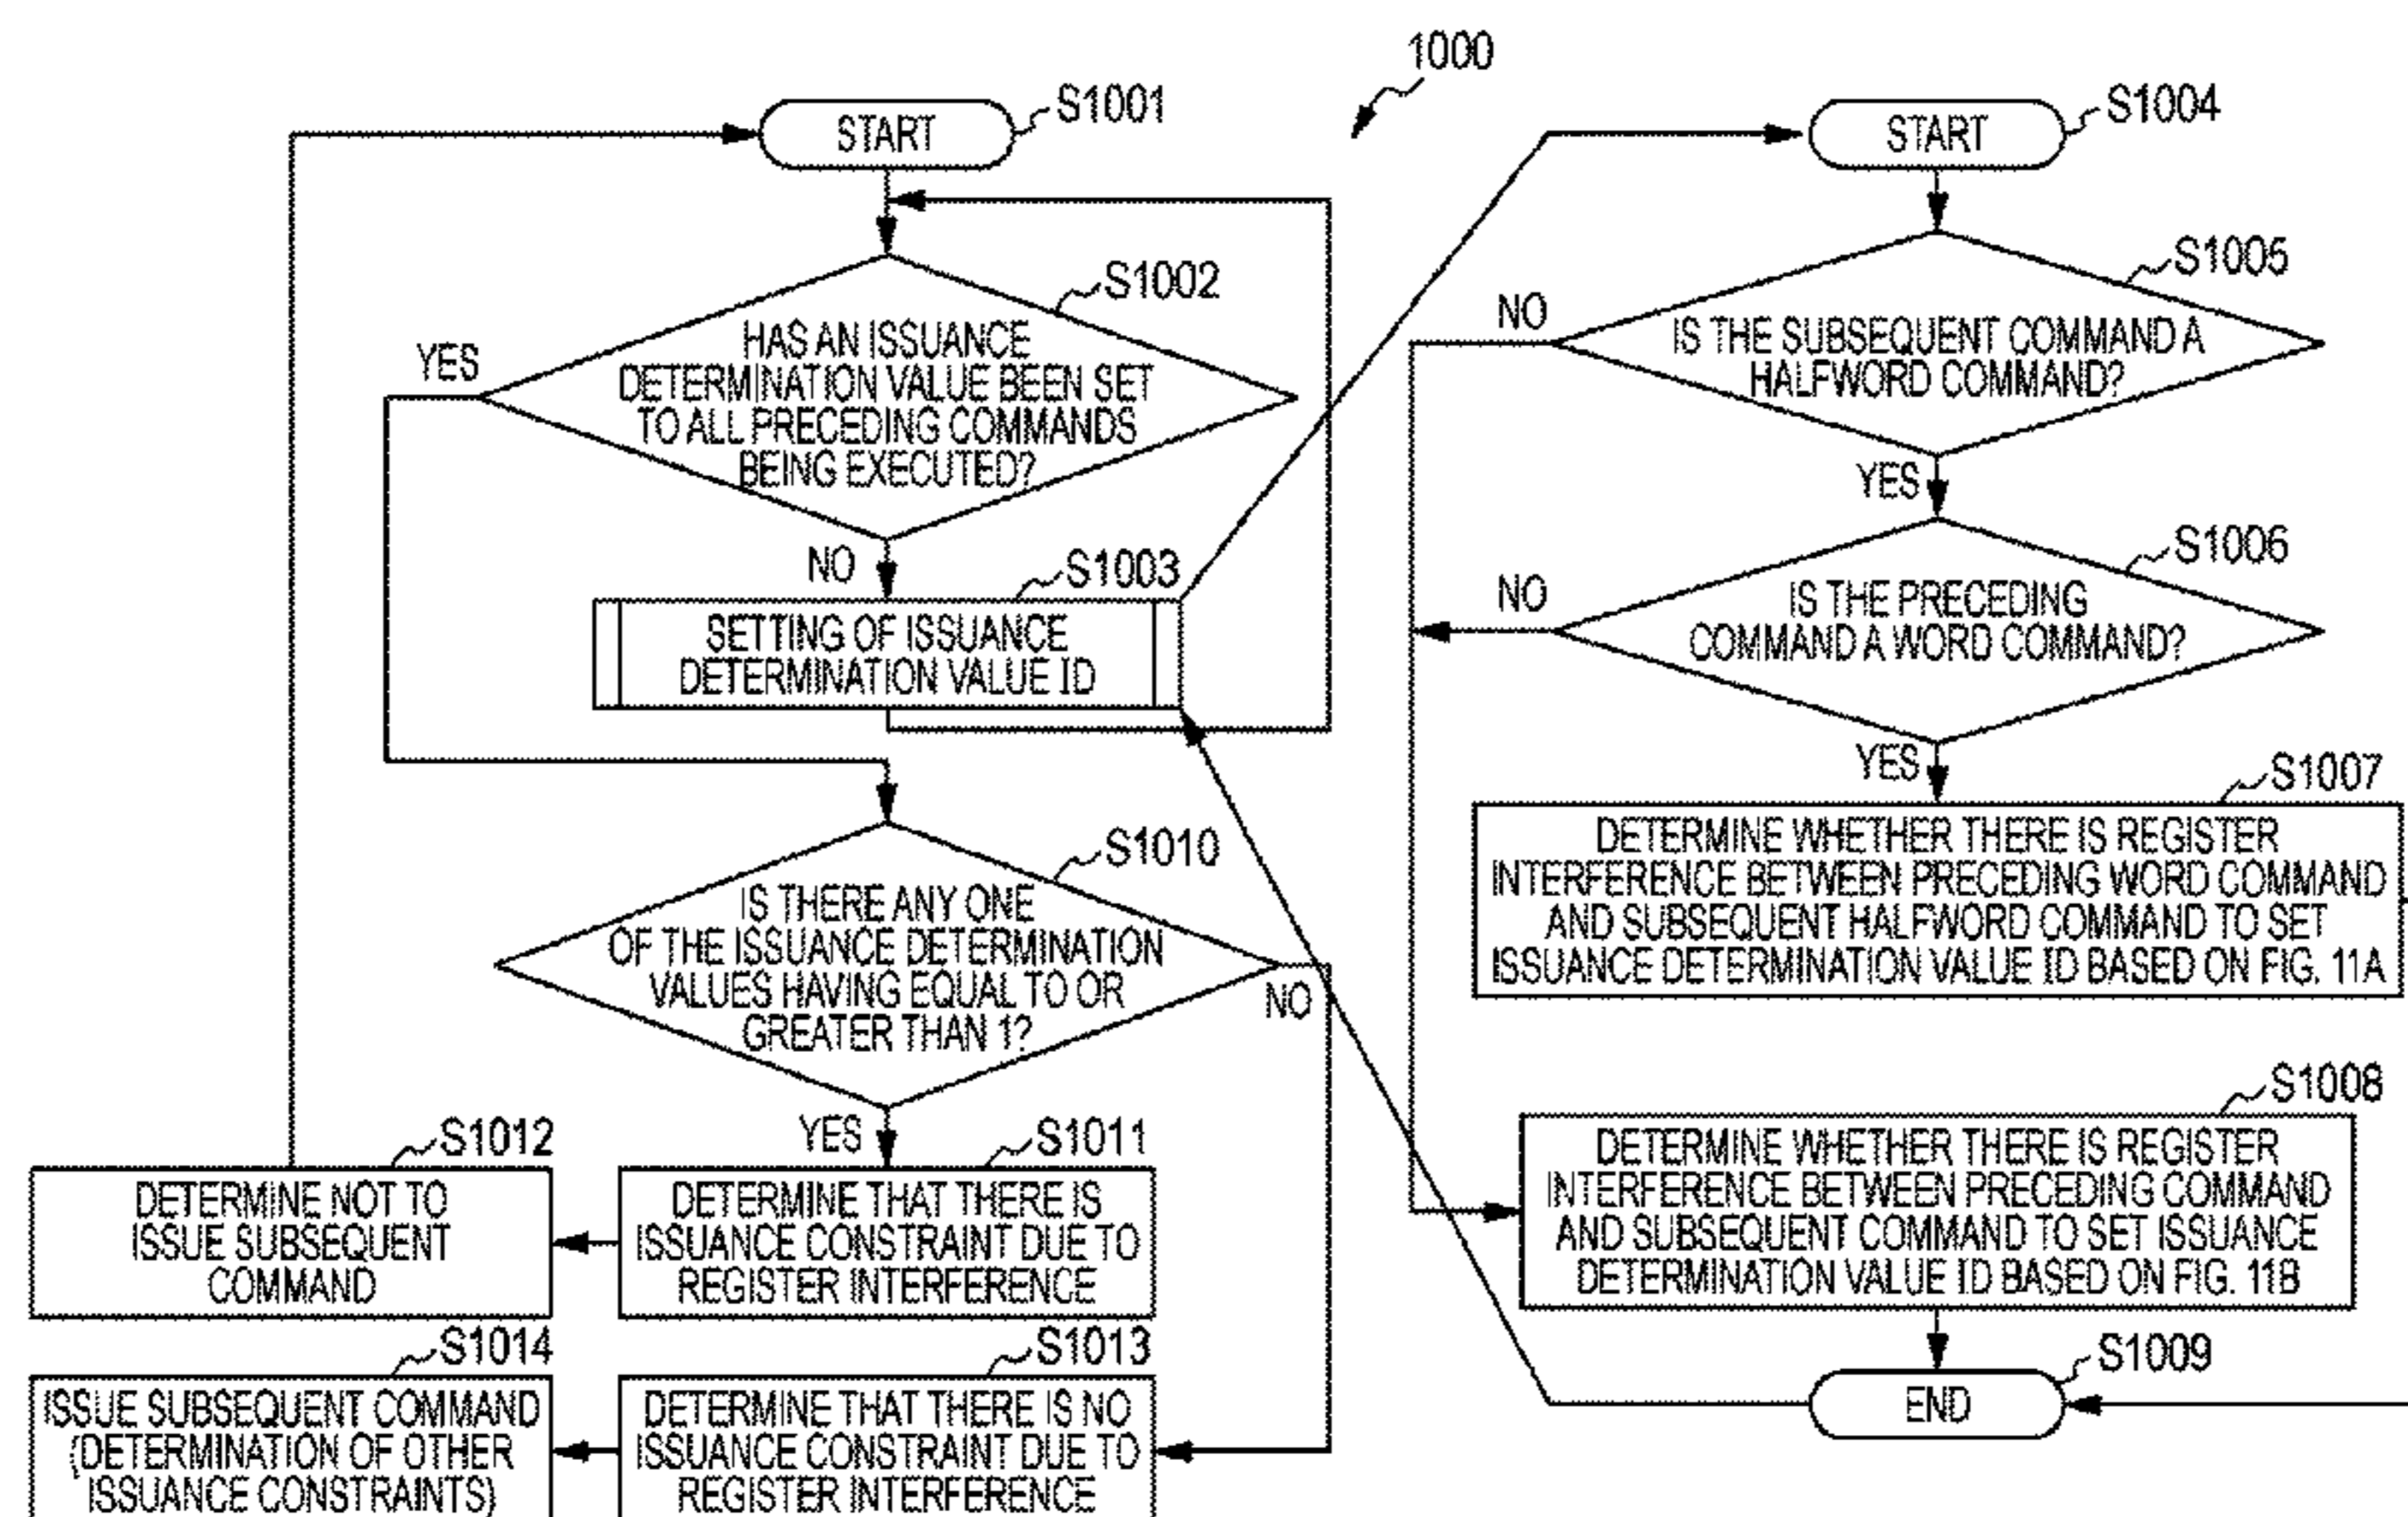 1000
START
S1001
HAS AN ISSUANCE
DETERMINATION VALUE BEEN SET
TO ALL PRECEDING COMMANDS
BEING EXECUTED?
S1002
YES
NO
SETTING OF ISSUANCE
DETERMINATION VALUE ID
S1003
IS THERE ANY ONE
OF THE ISSUANCE DETERMINATION
VALUES HAVING EQUAL TO OR
GREATER THAN 1?
S1010
NO
YES
DETERMINE THAT THERE IS
ISSUANCE CONSTRAINT DUE TO
REGISTER INTERFERENCE
S1011
DETERMINE NOT TO
ISSUE SUBSEQUENT
COMMAND
S1012
DETERMINE THAT THERE IS NO
ISSUANCE CONSTRAINT DUE TO
REGISTER INTERFERENCE
S1013
ISSUE SUBSEQUENT COMMAND
(DETERMINATION OF OTHER
ISSUANCE CONSTRAINTS)
S1014
START
S1004
IS THE SUBSEQUENT COMMAND A
HALFWORD COMMAND?
S1005
NO
YES
IS THE PRECEDING
COMMAND A WORD COMMAND?
S1006
NO
YES
DETERMINE WHETHER THERE IS REGISTER
INTERFERENCE BETWEEN PRECEDING WORD COMMAND
AND SUBSEQUENT HALFWORD COMMAND TO SET
ISSUANCE DETERMINATION VALUE ID BASED ON FIG. 11A
S1007
DETERMINE WHETHER THERE IS REGISTER
INTERFERENCE BETWEEN PRECEDING COMMAND
AND SUBSEQUENT COMMAND TO SET ISSUANCE
DETERMINATION VALUE ID BASED ON FIG. 11B
S1008
END
S1009